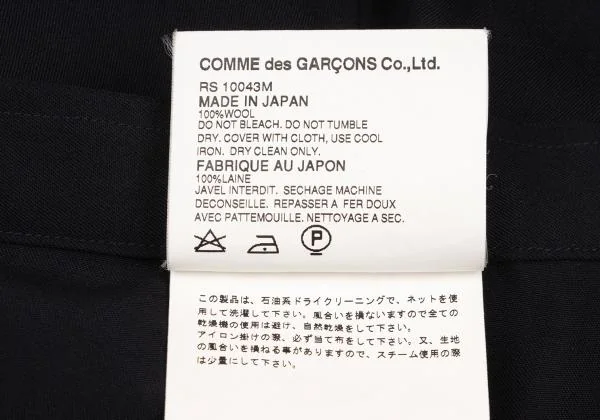 COMME des GARÇONS Co.,Ltd.
RS 10043M
MADE IN JAPAN
100%WOOL
DO NOT BLEACH. DO NOT TUMBLE
DRY. COVER WITH CLOTH, USE COOL
IRON. DRY CLEAN ONLY.
FABRIQUE AU JAPON
100%LAINE
JAVEL INTERDIT. SECHAGE MACHINE
DECONSEILLE. REPASSER A FER DOUX
AVEC PATTEMOUILLE. NETTOYAGE A SEC.
P
この製品は、石油系ドライクリーニングで、ネットを使
用して洗濯して下さい。風合いを損ないますので全ての
乾燥機の使用は避け、自然乾燥をして下さい。
アイロン掛けの際、必ず当て布をして下さい。又、生地
の風合いを損ねる事がありますので、スチーム使用の際
は少量にして下さい。